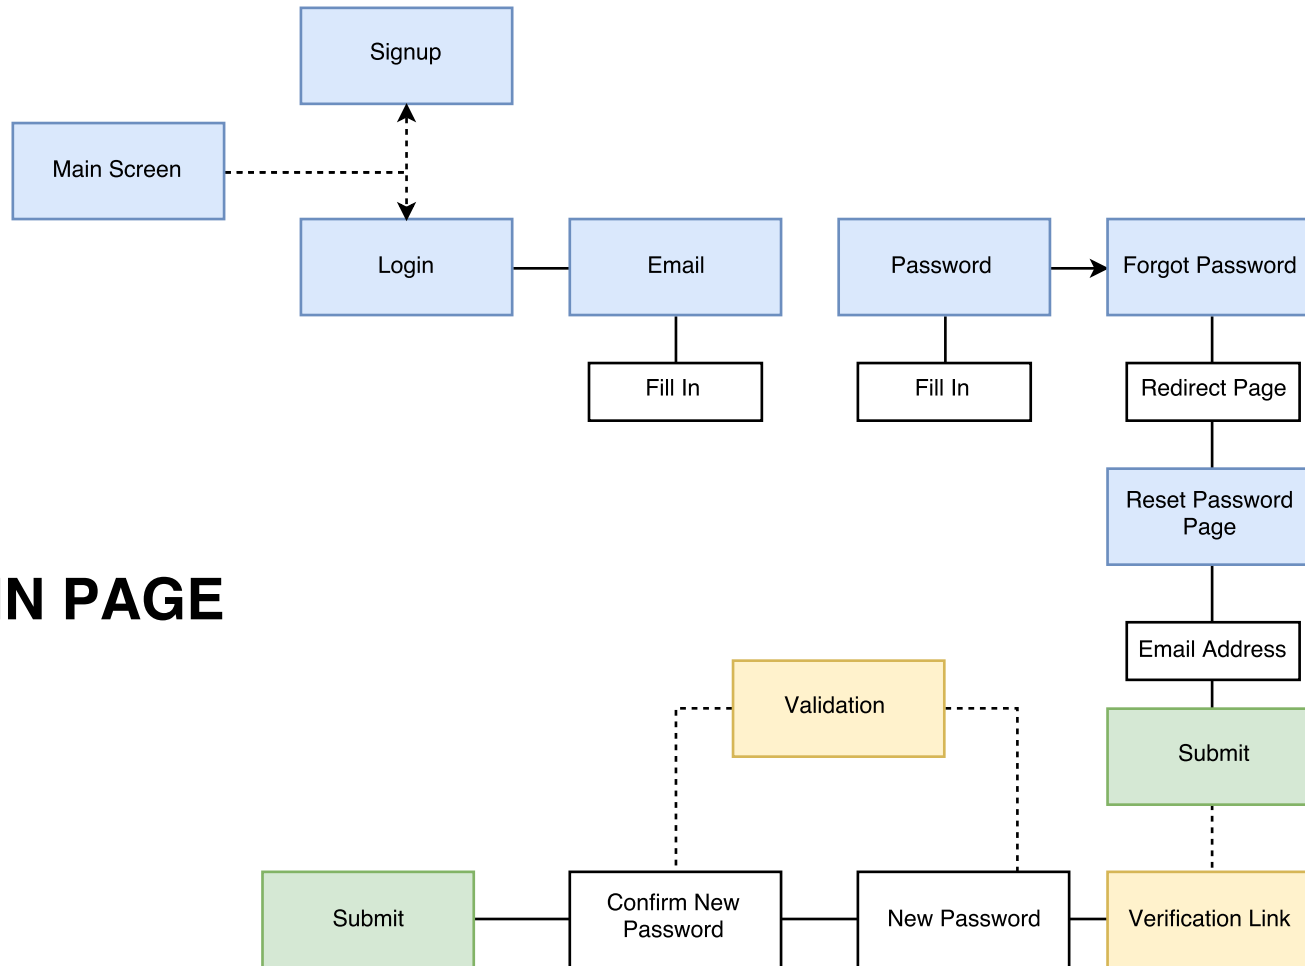 Signup
Main Screen
Login
Email
Password
Forgot Password
Fill In
Fill In
Redirect Page
Reset Password
Page
IN PAGE
Email Address
Validation
Submit
Submit
Confirm New
Password
New Password
Verification Link